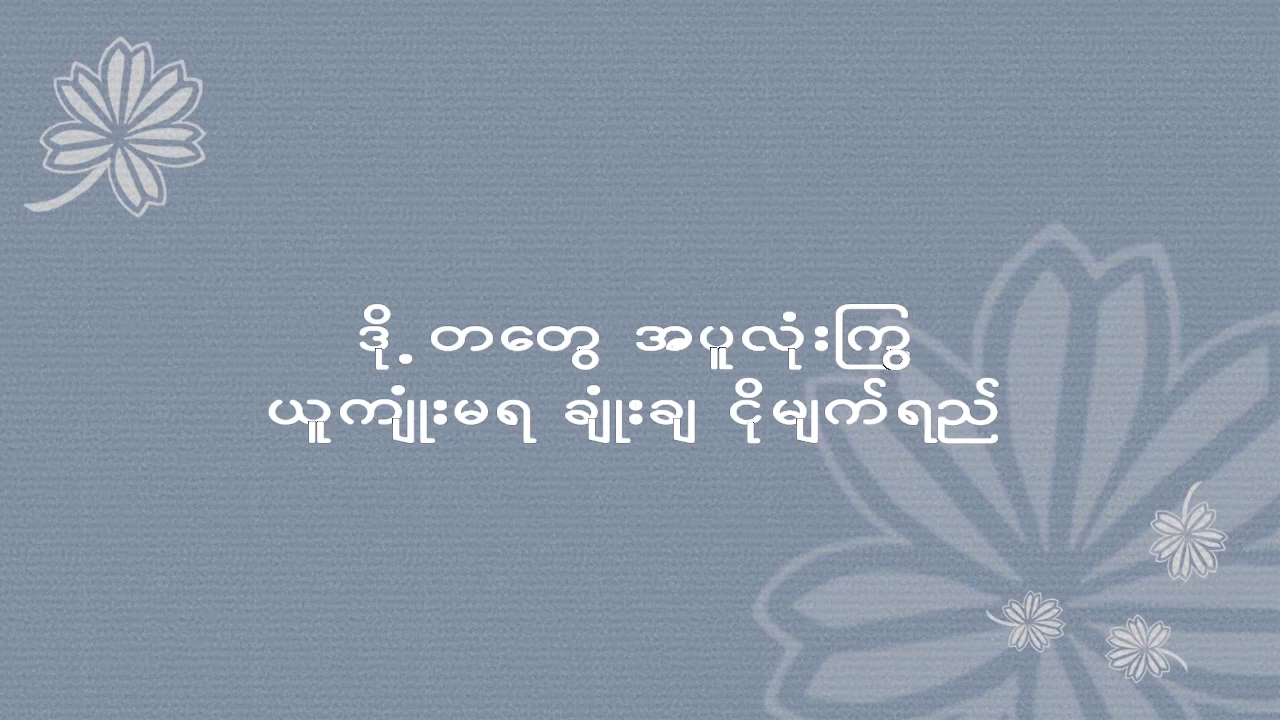 ဒို့တတွေ အပူလုံးကြွ
ယူကျုံးမရ ချုံးချ ငိုမျက်ရည်